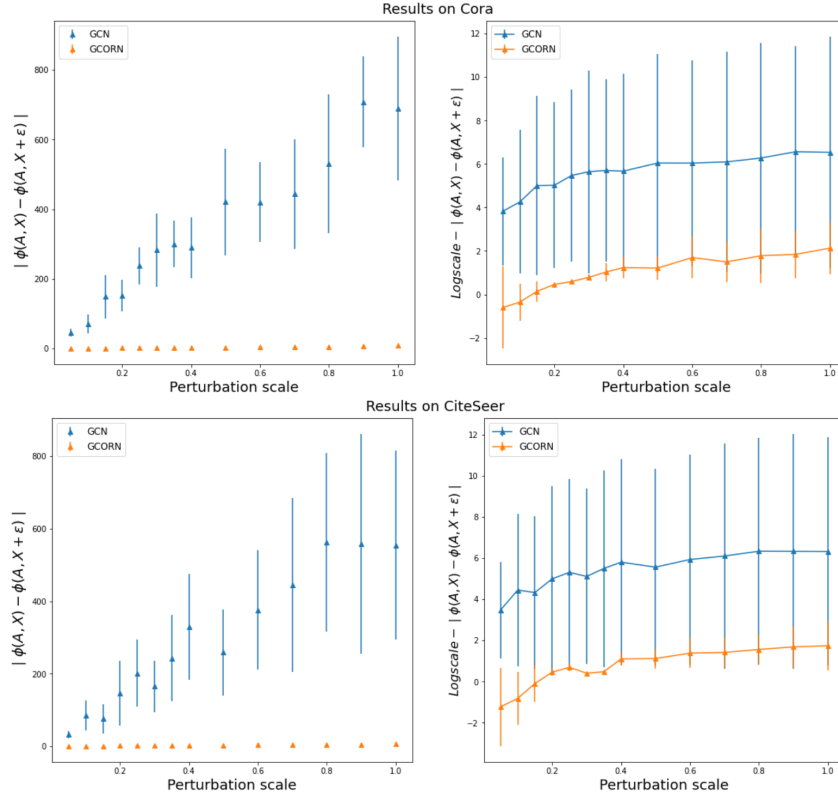 Results on Cora
GCN
GCORN
800
600
400
200
0
0.2
0.4
0.6
0.8
1.0
| ϕ(A, X) − ϕ(A, X + ε) |
Perturbation scale
GCN
GCORN
12
10
8
6
4
2
0
−2
0.2
0.4
0.6
0.8
1.0
Logscale − | ϕ(A, X) − ϕ(A, X + ε) |
Perturbation scale
Results on CiteSeer
GCN
GCORN
800
600
400
200
0
0.2
0.4
0.6
0.8
1.0
| ϕ(A, X) − ϕ(A, X + ε) |
Perturbation scale
GCN
GCORN
12
10
8
6
4
2
0
−2
0.2
0.4
0.6
0.8
1.0
Logscale − | ϕ(A, X) − ϕ(A, X + ε) |
Perturbation scale